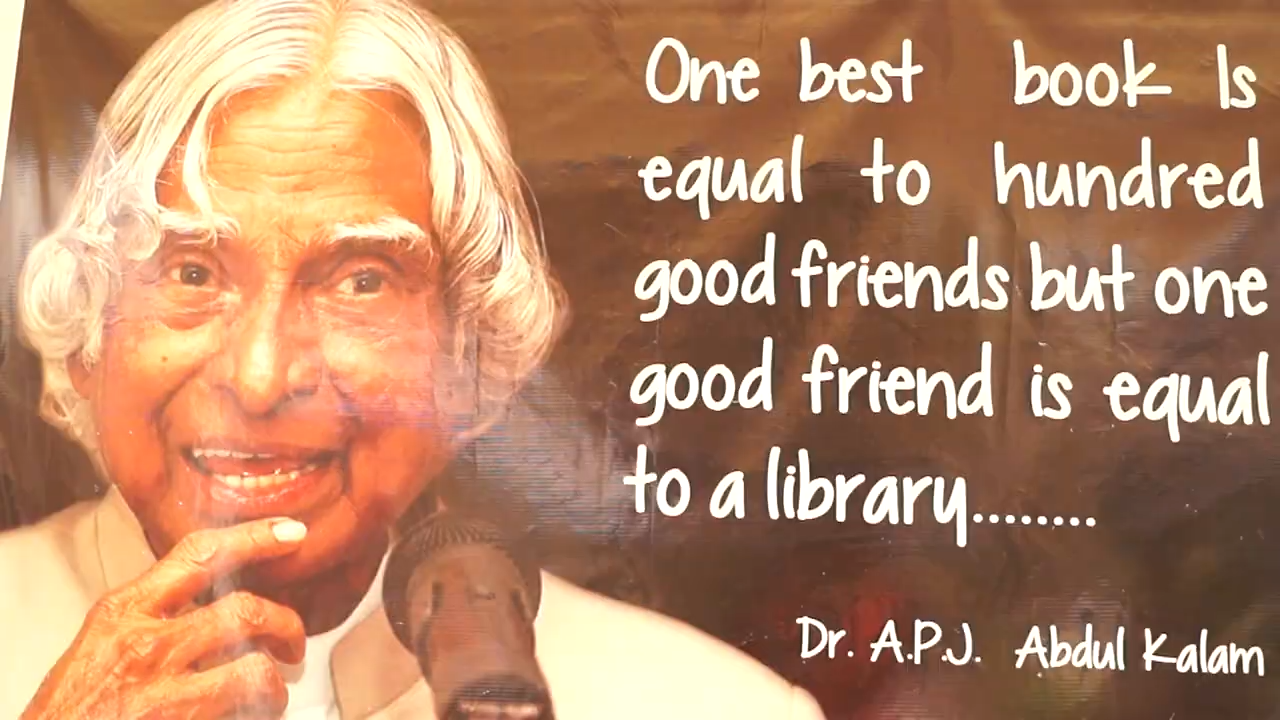 One best book Is
equal to hundred
good friends but one
good friend is equal
to a library........
Dr. A.P.J. Abdul Kalam